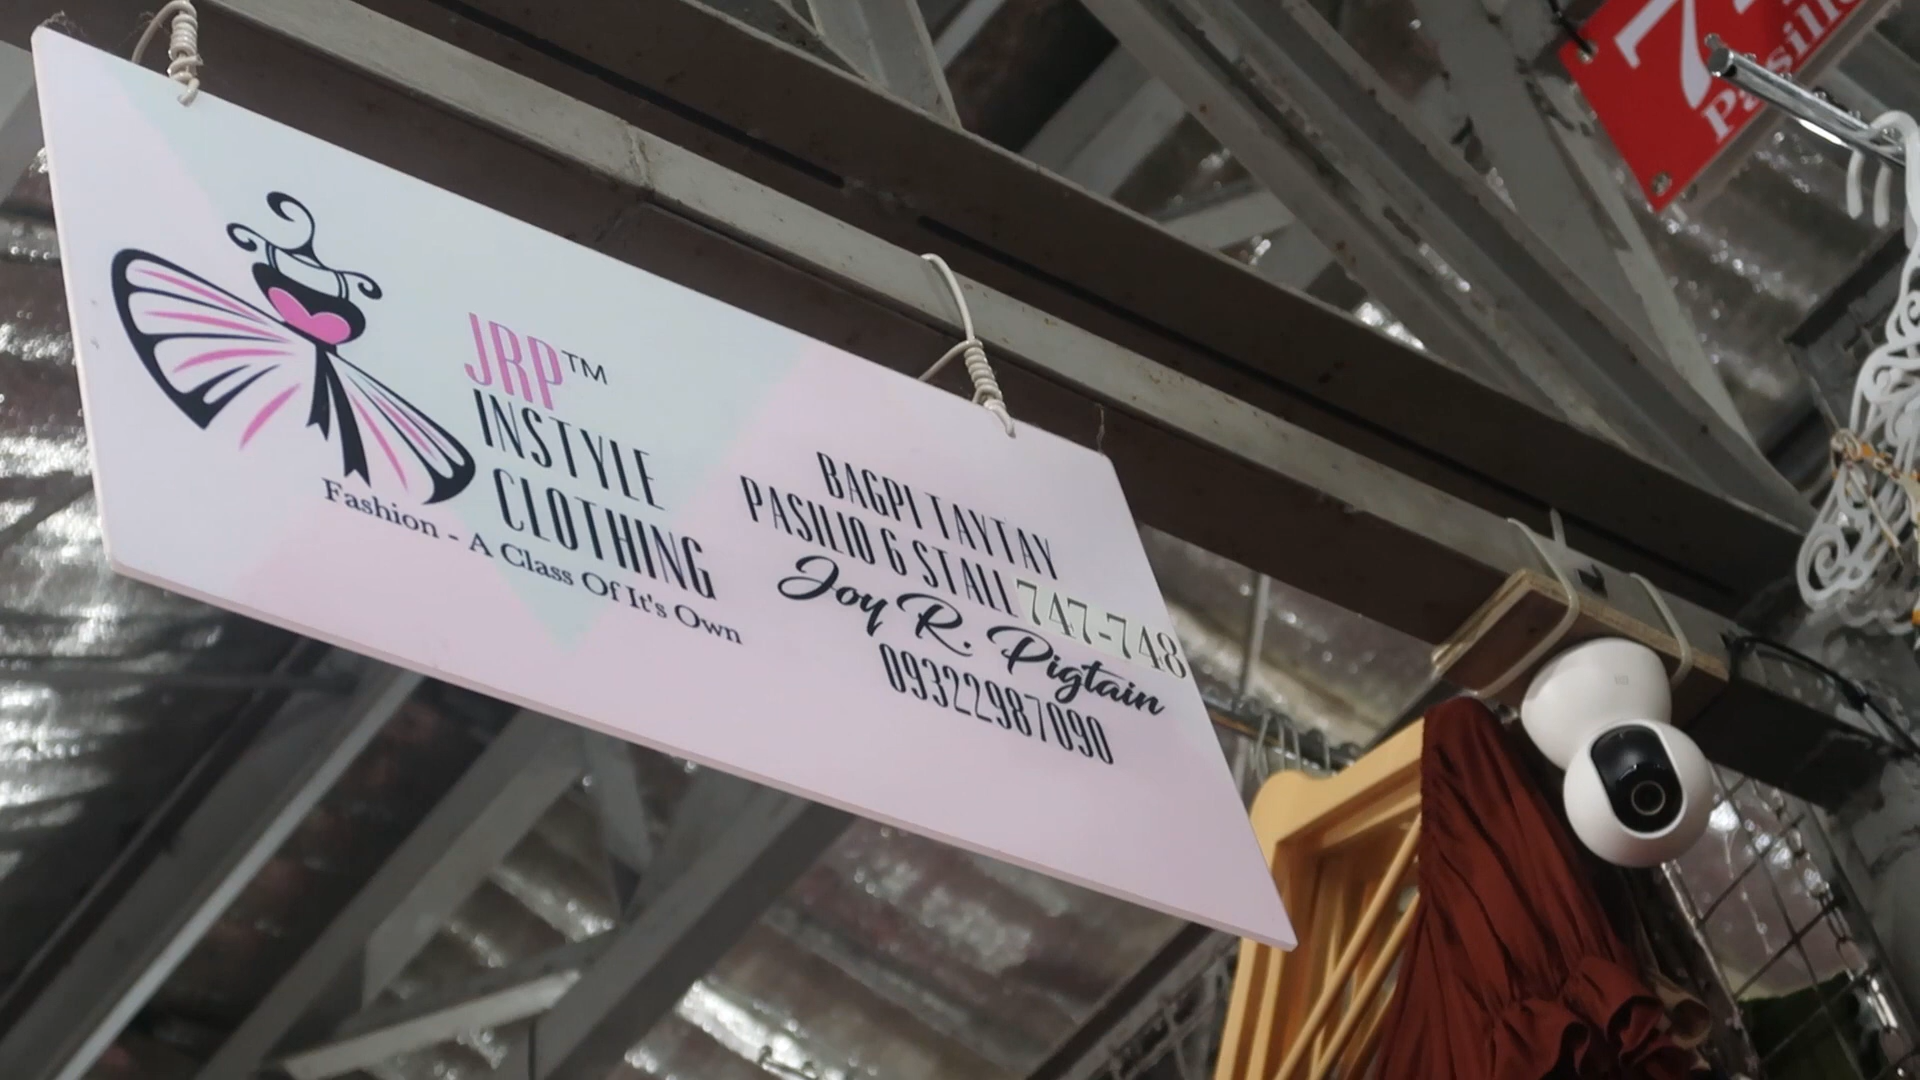 JRP™
INSTYLE
CLOTHING
Fashion - A Class Of It's Own
BAGPI TAYTAY
PASILIO 6 STALL 747-748
Joy R. Pigtain
09322987090